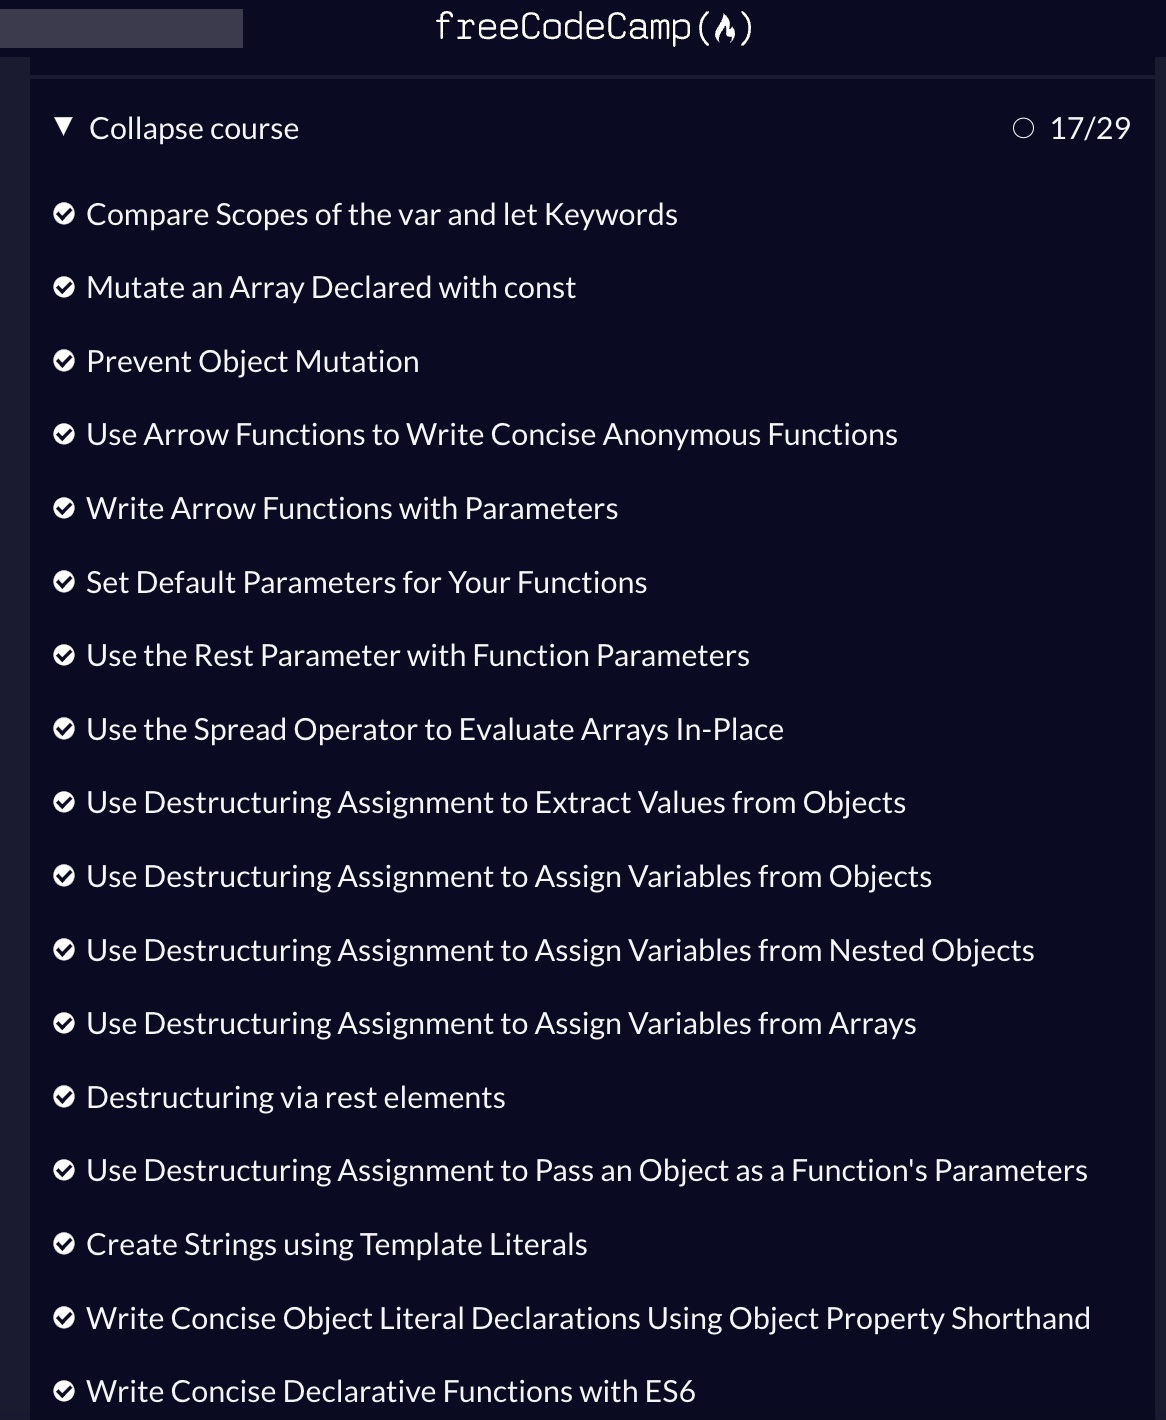 freeCodeCamp
Collapse course 17/29
Compare Scopes of the var and let Keywords
Mutate an Array Declared with const
Prevent Object Mutation
Use Arrow Functions to Write Concise Anonymous Functions
Write Arrow Functions with Parameters
Set Default Parameters for Your Functions
Use the Rest Parameter with Function Parameters
Use the Spread Operator to Evaluate Arrays In-Place
Use Destructuring Assignment to Extract Values from Objects
Use Destructuring Assignment to Assign Variables from Objects
Use Destructuring Assignment to Assign Variables from Nested Objects
Use Destructuring Assignment to Assign Variables from Arrays
Destructuring via rest elements
Use Destructuring Assignment to Pass an Object as a Function's Parameters
Create Strings using Template Literals
Write Concise Object Literal Declarations Using Object Property Shorthand
Write Concise Declarative Functions with ES6